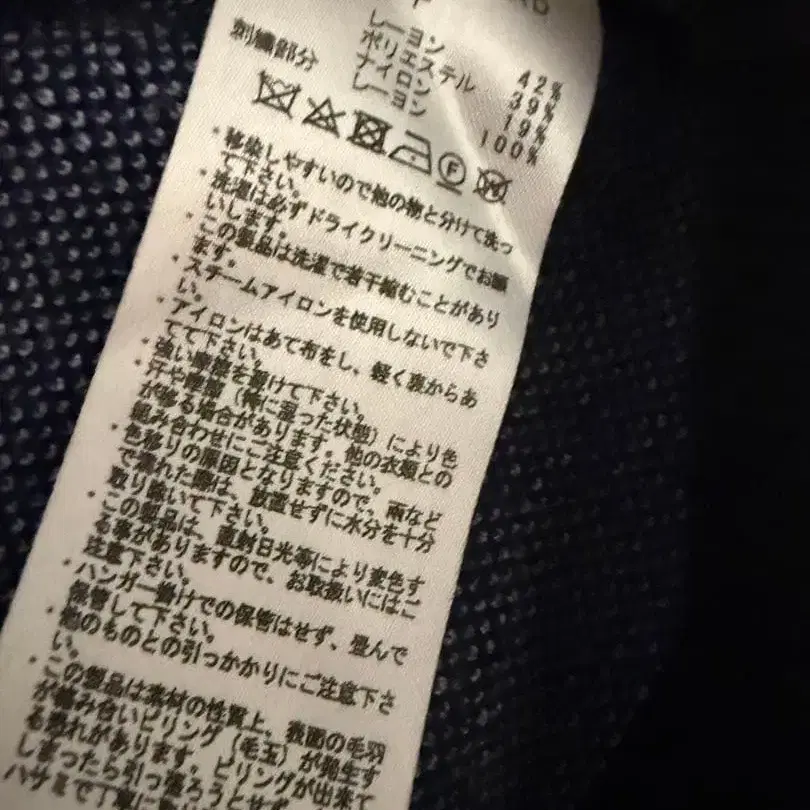 レーヨン 42%
ポリエステル 39%
ナイロン 19%
刺繍部分 レーヨン 100%
F W
・移染しやすいので他の物と分けて洗っ
て下さい。
・洗濯は必ずドライクリーニングでお願
いします。
・この製品は洗濯で若干縮むことがあり
ます。
・スチームアイロンを使用しないで下さ
い。
・アイロンはあて布をし、軽く裏からあ
てて下さい。
・強い摩擦を避けて下さい。
・汗や摩擦（特に湿った状態）により色
が移る場合があります。他の衣類との
組み合わせにご注意ください。
・色移りの原因となりますので、雨など
で濡れた際は、放置せずに水分を十分
取り除いて下さい。
・この製品は、直射日光等により変色す
る事がありますので、お取扱いにはご
注意下さい。
・ハンガー掛けでの保管はせず、畳んで
保管して下さい。
・他のものとの引っかかりにご注意下さ
い。
・この製品は素材の性質上、表面の毛羽
が絡み合いピリング（毛玉）が発生す
る恐れがあります。ピリングが出来て
しまったら引っ張ろうとせず
ハサミで丁寧に